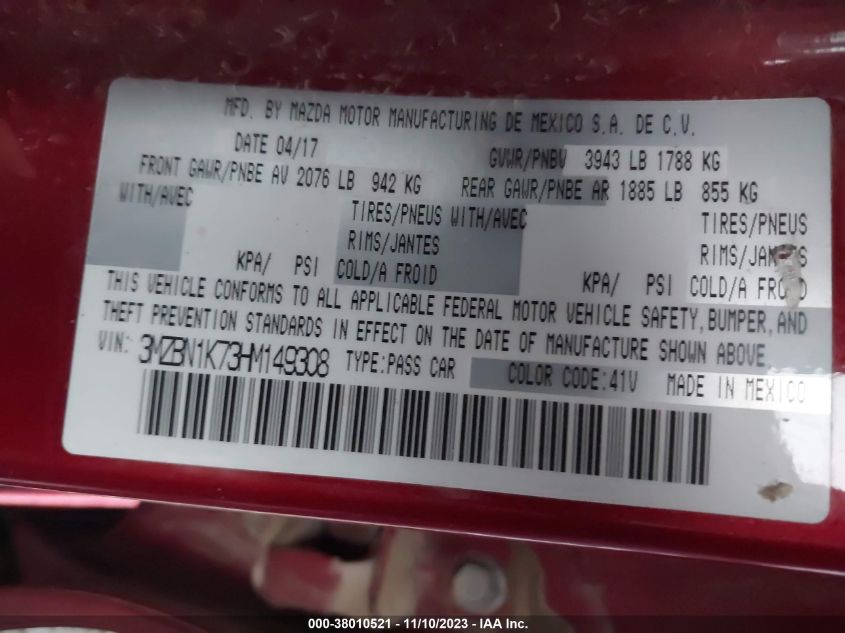 MFD. BY MAZDA MOTOR MANUFACTURING DE MEXICO S.A. DE C.V.
DATE 04/17 GVWR/PNBV 3943 LB 1788 KG
FRONT GAWR/PNBE AV 2076 LB 942 KG REAR GAWR/PNBE AR 1885 LB 855 KG
WITH/AVEC TIRES/PNEUS WITH/AVEC TIRES/PNEUS
RIMS/JANTES RIMS/JANTES
KPA/ PSI COLD/A FROID KPA/ PSI COLD/A FROID
THIS VEHICLE CONFORMS TO ALL APPLICABLE FEDERAL MOTOR VEHICLE SAFETY, BUMPER, AND
THEFT PREVENTION STANDARDS IN EFFECT ON THE DATE OF MANUFACTURE SHOWN ABOVE.
VIN: 3MZBN1K73HM149308 TYPE:PASS CAR COLOR CODE:41V MADE IN MEXICO
000-38010521 - 11/10/2023 - IAA Inc.